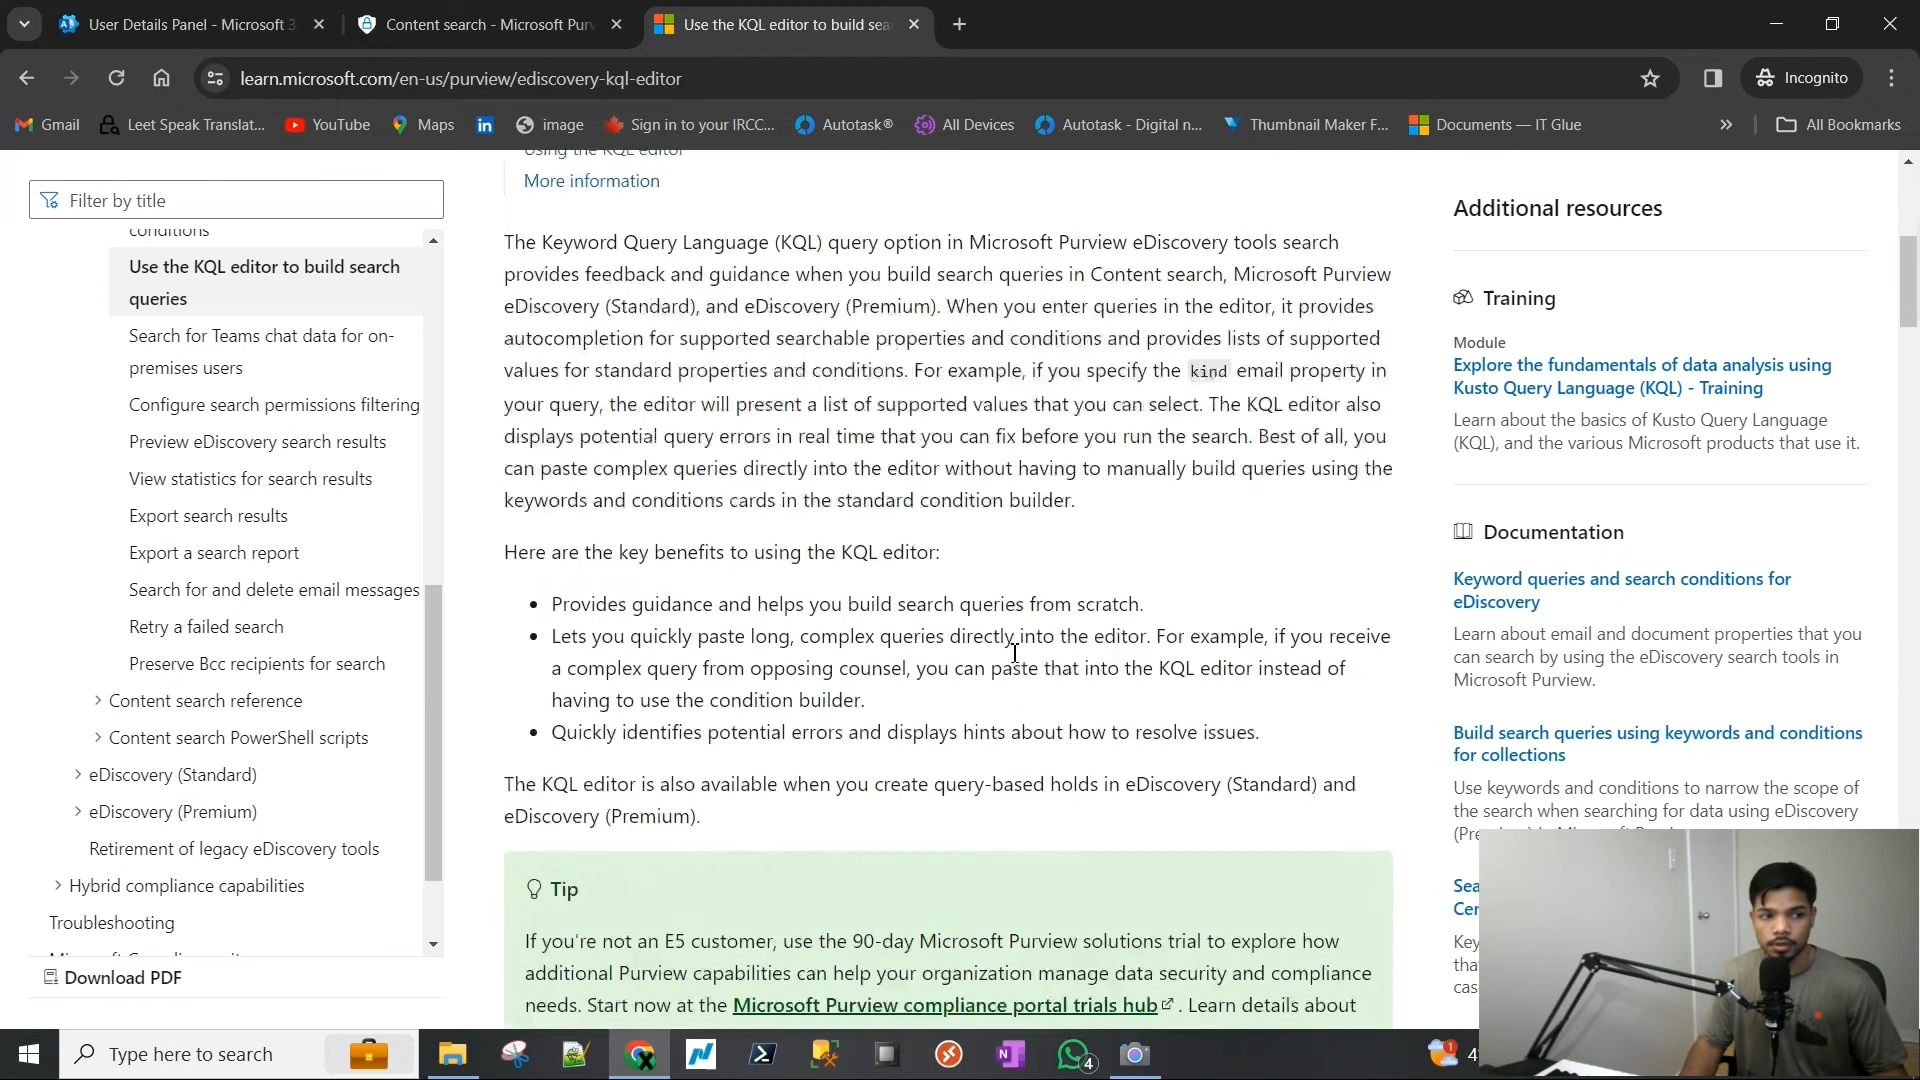 User Details Panel - Microsoft 3
Content search - Microsoft Purv
Use the KQL editor to build sea
learn.microsoft.com/en-us/purview/ediscovery-kql-editor
Incognito
Gmail
Leet Speak Translat...
YouTube
Maps
image
Sign in to your IRCC...
Autotask®
All Devices
Autotask - Digital n...
Thumbnail Maker F...
Documents — IT Glue
All Bookmarks
Filter by title
conditions
Use the KQL editor to build search
queries
Search for Teams chat data for on-
premises users
Configure search permissions filtering
Preview eDiscovery search results
View statistics for search results
Export search results
Export a search report
Search for and delete email messages
Retry a failed search
Preserve Bcc recipients for search
Content search reference
Content search PowerShell scripts
eDiscovery (Standard)
eDiscovery (Premium)
Retirement of legacy eDiscovery tools
Hybrid compliance capabilities
Troubleshooting
Download PDF
Using the KQL editor
More information
The Keyword Query Language (KQL) query option in Microsoft Purview eDiscovery tools search
provides feedback and guidance when you build search queries in Content search, Microsoft Purview
eDiscovery (Standard), and eDiscovery (Premium). When you enter queries in the editor, it provides
autocompletion for supported searchable properties and conditions and provides lists of supported
values for standard properties and conditions. For example, if you specify the kind email property in
your query, the editor will present a list of supported values that you can select. The KQL editor also
displays potential query errors in real time that you can fix before you run the search. Best of all, you
can paste complex queries directly into the editor without having to manually build queries using the
keywords and conditions cards in the standard condition builder.
Here are the key benefits to using the KQL editor:
• Provides guidance and helps you build search queries from scratch.
• Lets you quickly paste long, complex queries directly into the editor. For example, if you receive
a complex query from opposing counsel, you can paste that into the KQL editor instead of
having to use the condition builder.
• Quickly identifies potential errors and displays hints about how to resolve issues.
The KQL editor is also available when you create query-based holds in eDiscovery (Standard) and
eDiscovery (Premium).
Tip
If you're not an E5 customer, use the 90-day Microsoft Purview solutions trial to explore how
additional Purview capabilities can help your organization manage data security and compliance
needs. Start now at the Microsoft Purview compliance portal trials hub . Learn details about
Additional resources
Training
Module
Explore the fundamentals of data analysis using
Kusto Query Language (KQL) - Training
Learn about the basics of Kusto Query Language
(KQL), and the various Microsoft products that use it.
Documentation
Keyword queries and search conditions for
eDiscovery
Learn about email and document properties that you
can search by using the eDiscovery search tools in
Microsoft Purview.
Build search queries using keywords and conditions
for collections
Use keywords and conditions to narrow the scope of
the search when searching for data using eDiscovery
Type here to search
4
1